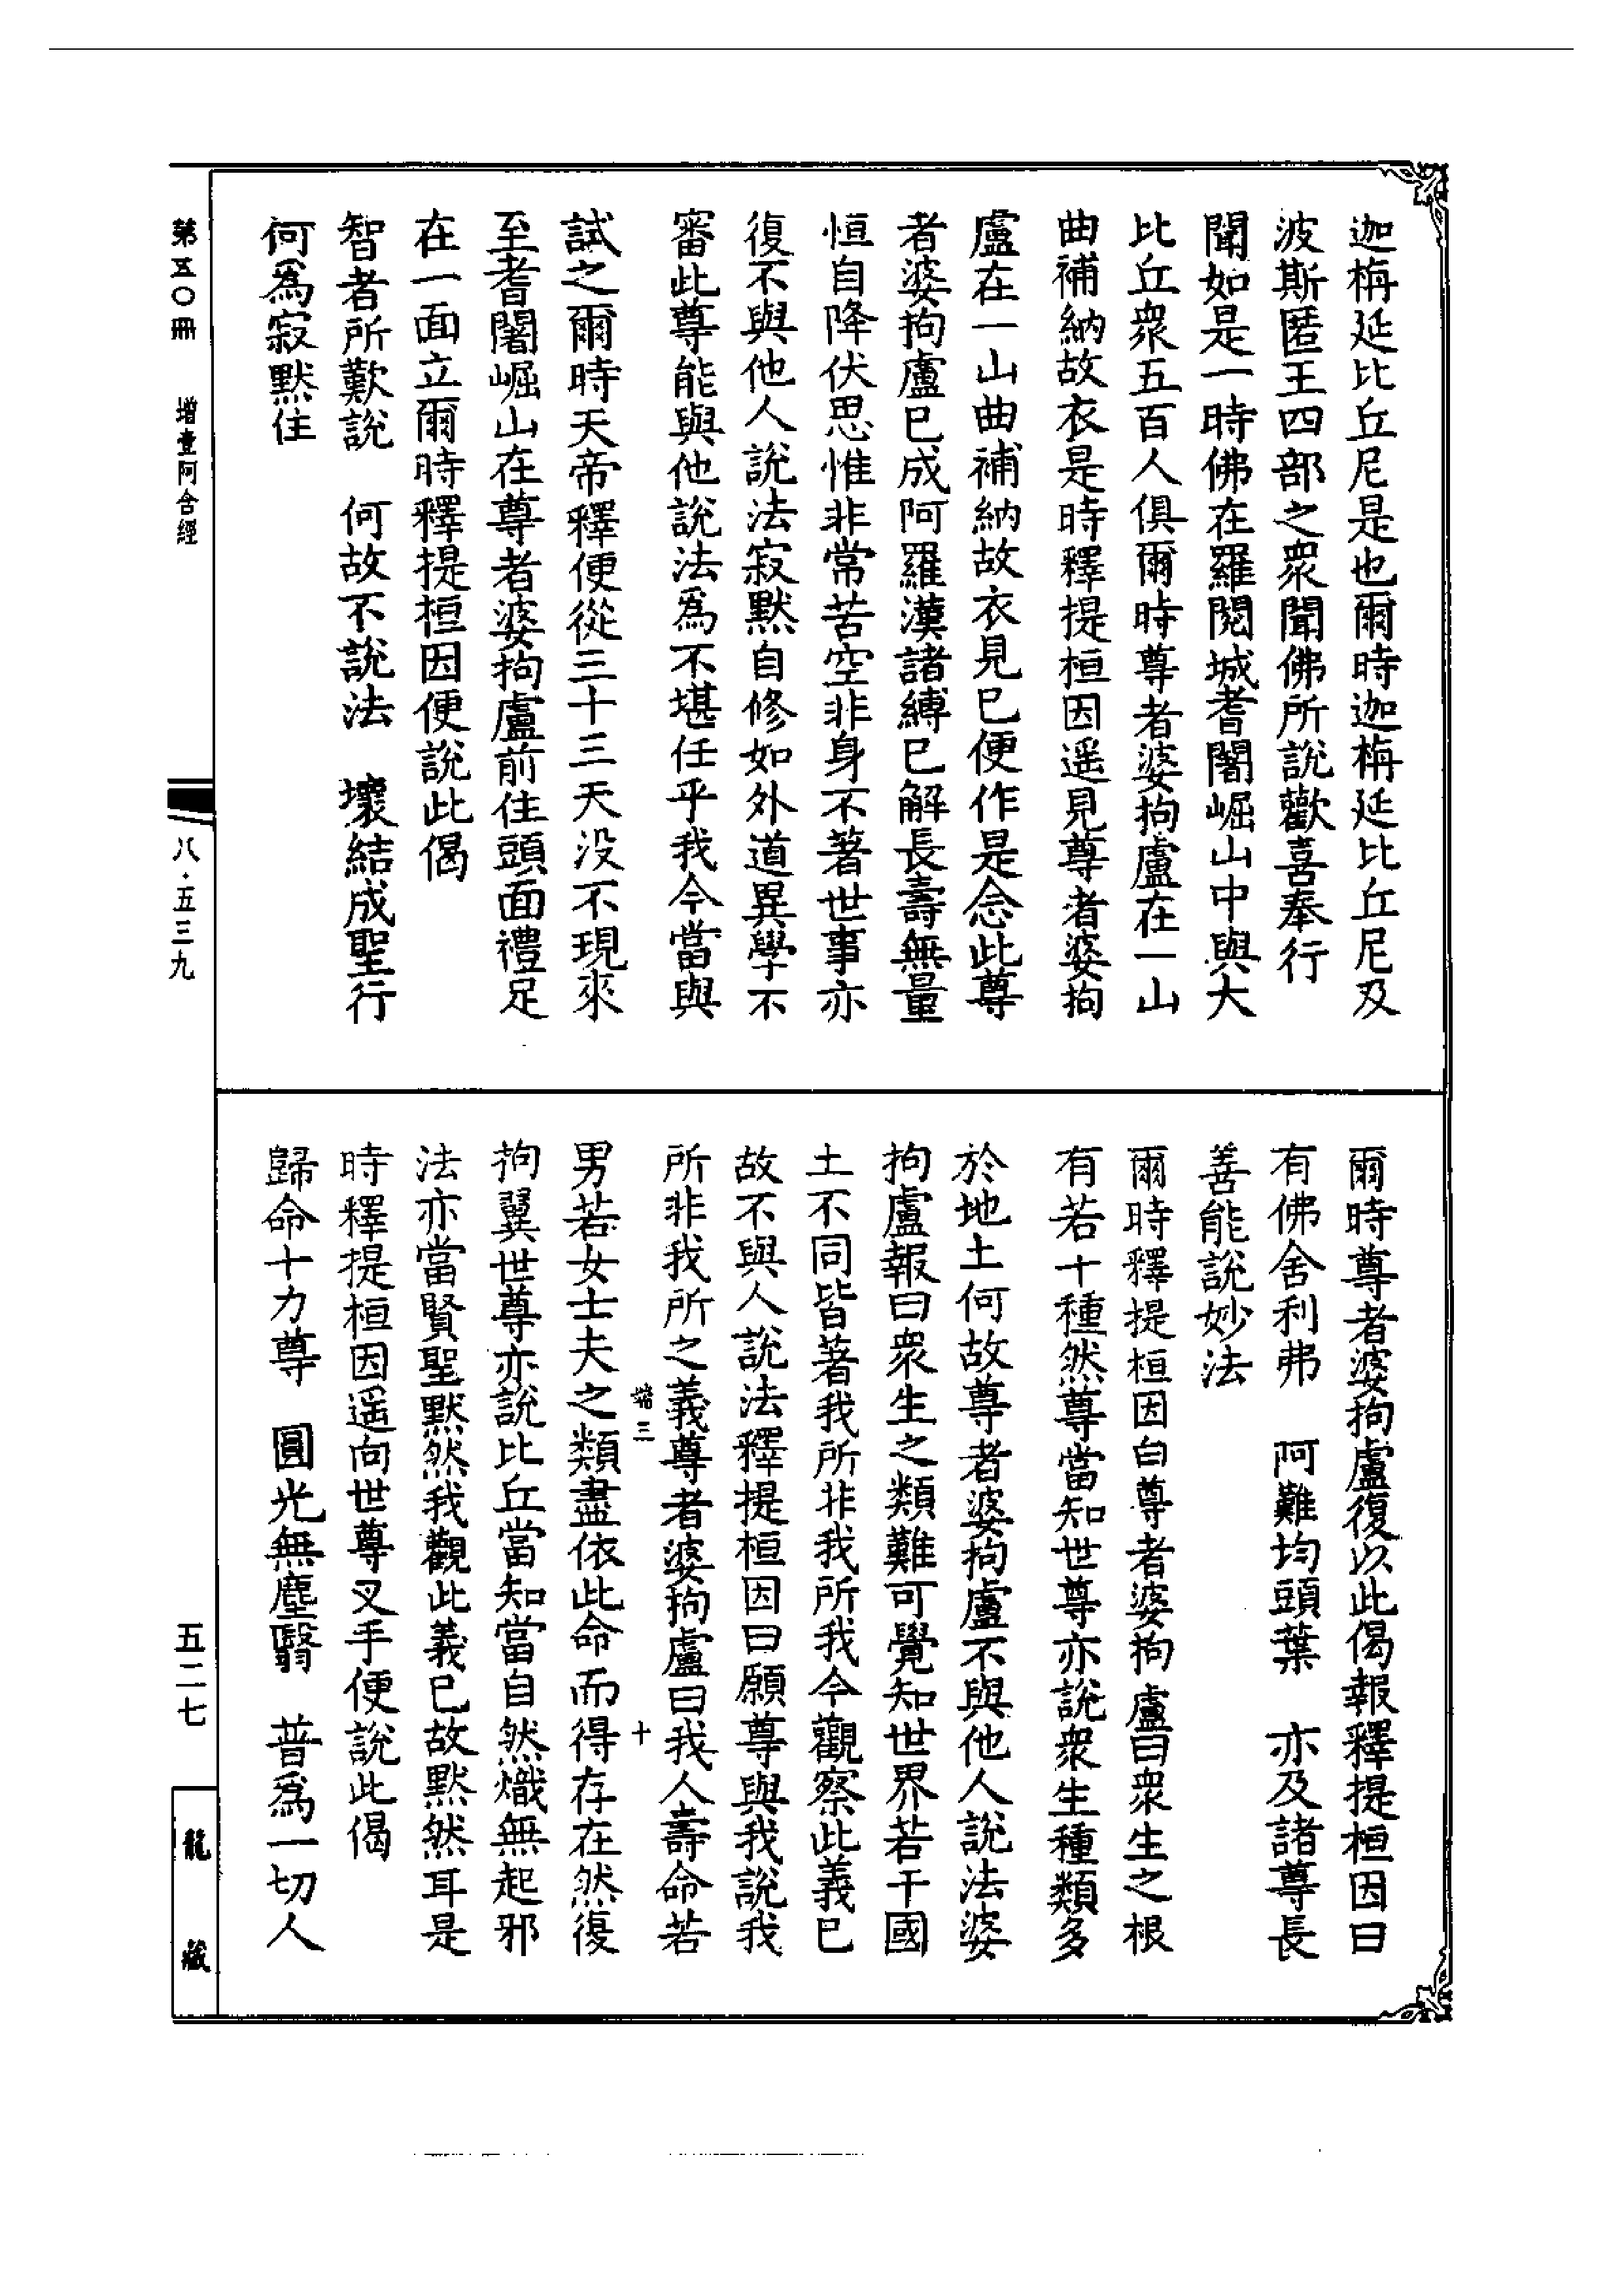 迦栴延比丘尼是也爾時迦栴延比丘尼及
波斯匿王四部之衆聞佛所說歡喜奉行
聞如是一時佛在羅閱城耆闍崛山中與大
比丘衆五百人俱爾時尊者婆拘盧在一山
曲補納故衣是時釋提桓因遥見尊者婆拘
盧在一山曲補納故衣見已便作是念此尊
者婆拘盧已成阿羅漢諸縛已解長壽無量
恒自降伏思惟非常苦空非身不著世事亦
復不與他人說法寂默自修如外道異學不
審此尊能與他說法爲不堪任乎我今當與
試之爾時天帝釋便從三十三天没不現來
至耆闍崛山在尊者婆拘盧前住頭面禮足
在一面立爾時釋提桓因便說此偈
智者所歎說　何故不說法　壞結成聖行
何爲寂默住
爾時尊者婆拘盧復以此偈報釋提桓因曰
有佛舍利弗　阿難均頭葉　亦及諸尊長
善能說妙法
爾時釋提桓因白尊者婆拘盧曰衆生之根
有若十種然尊當知世尊亦說衆生種類多
於地土何故尊者婆拘盧不與他人說法婆
拘盧報曰衆生之類難可覺知世界若干國
土不同皆著我所非我所我今觀察此義已
故不與人說法釋提桓因曰願尊與我說我
所非我所之義尊者婆拘盧曰我人壽命若
男若女士夫之類盡依此命而得存在然復
拘翼世尊亦說比丘當知當自然熾無起邪
法亦當賢聖默然我觀此義已故默然耳是
時釋提桓因遥向世尊叉手便說此偈
歸命十力尊　圓光無塵翳　普爲一切人
三
十
第五〇冊　增壹阿含經
八·五三九
五二七
龍藏